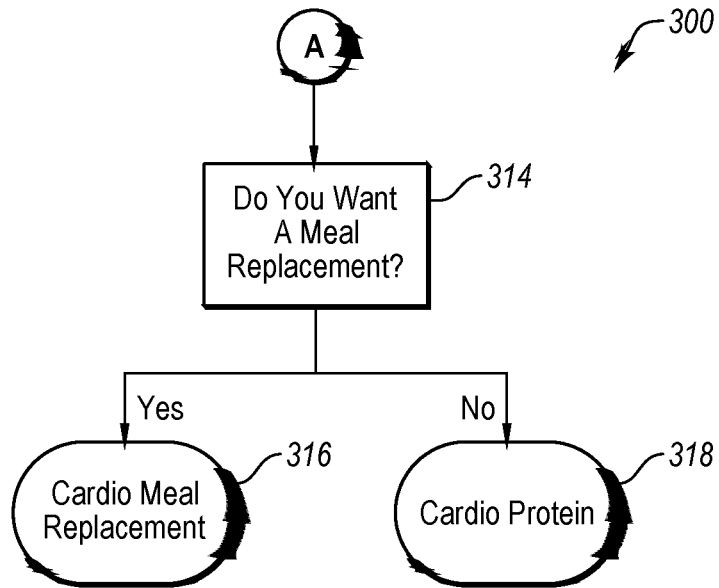 A
300
Do You Want
A Meal
Replacement?
314
Yes
No
Cardio Meal
Replacement
316
Cardio Protein
318